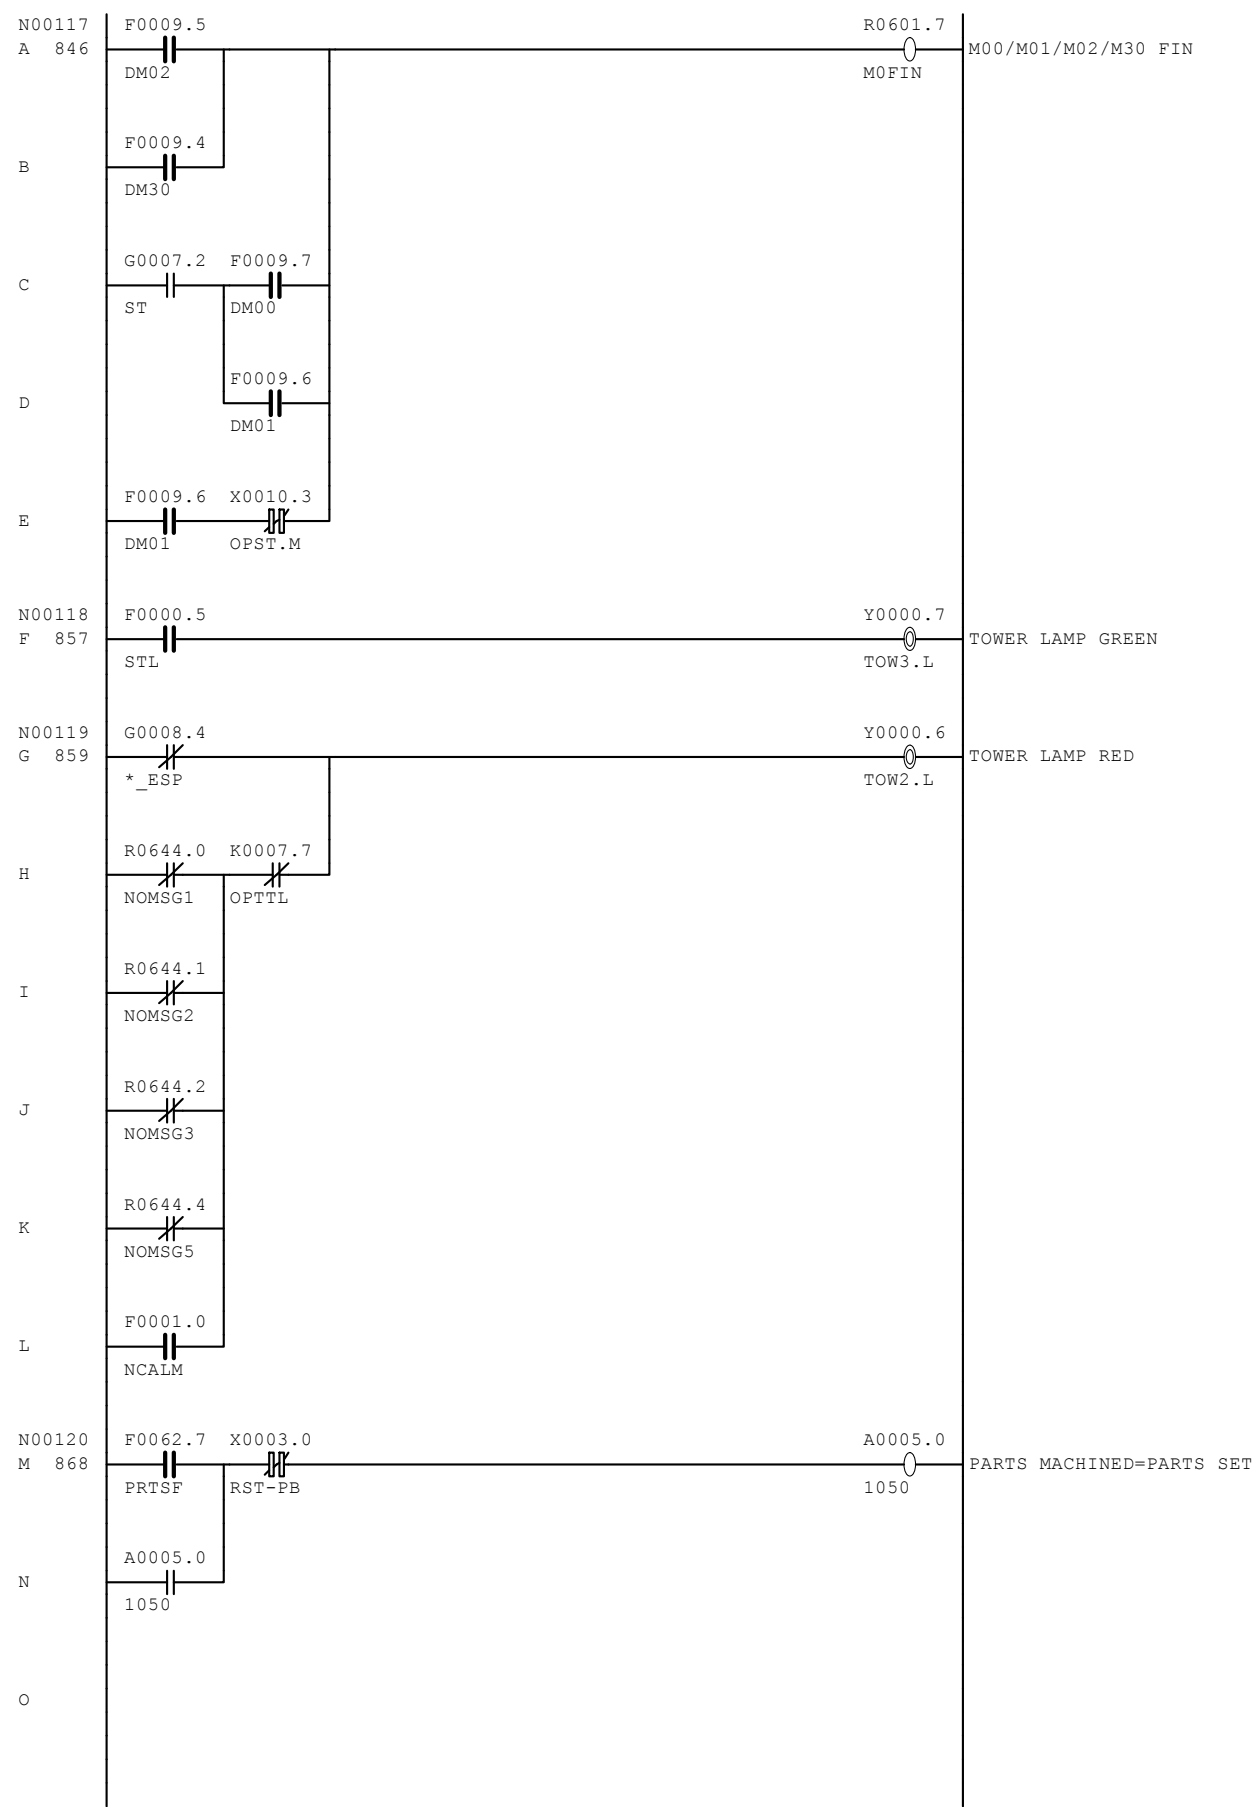 N00117 F0009.5 R0601.7
A 846 M00/M01/M02/M30 FIN
DM02 M0FIN
F0009.4
B
DM30
G0007.2 F0009.7
C
ST DM00
F0009.6
D
DM01
F0009.6 X0010.3
E
DM01 OPST.M
N00118 F0000.5 Y0000.7
F 857 TOWER LAMP GREEN
STL TOW3.L
N00119 G0008.4 Y0000.6
G 859 TOWER LAMP RED
*_ESP TOW2.L
R0644.0 K0007.7
H
NOMSG1 OPTTL
R0644.1
I
NOMSG2
R0644.2
J
NOMSG3
R0644.4
K
NOMSG5
F0001.0
L
NCALM
N00120 F0062.7 X0003.0 A0005.0
M 868 PARTS MACHINED=PARTS SET
PRTSF RST-PB 1050
A0005.0
N
1050
O